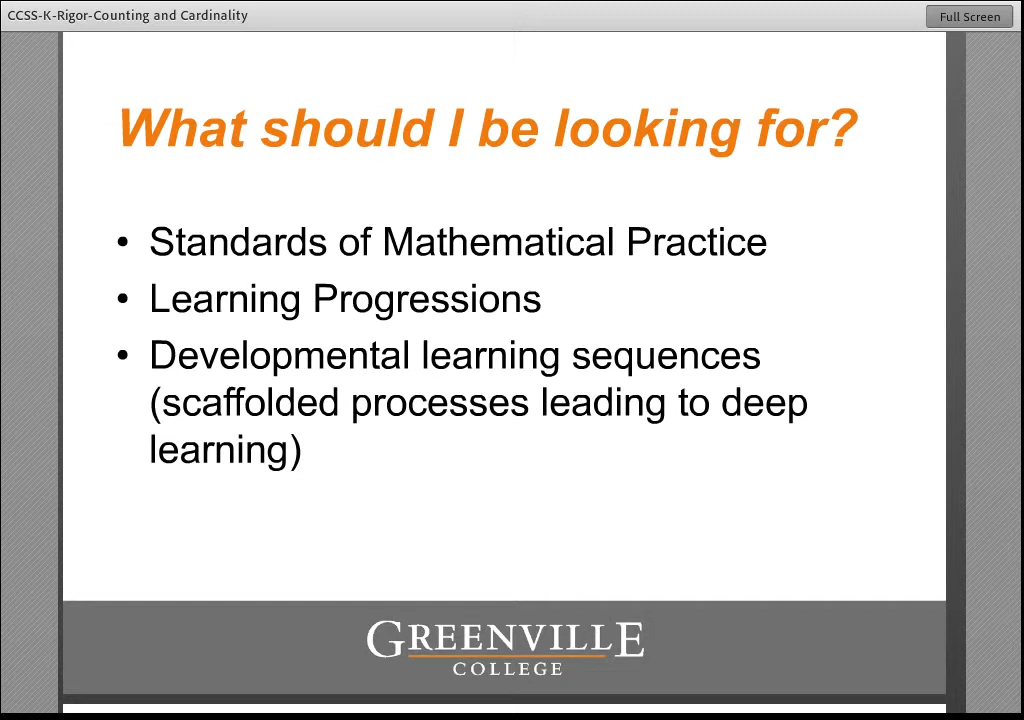 CCSS-K-Rigor-Counting and Cardinality
Full Screen
What should I be looking for?
• Standards of Mathematical Practice
• Learning Progressions
• Developmental learning sequences
(scaffolded processes leading to deep
learning)
GREENVILLE
COLLEGE